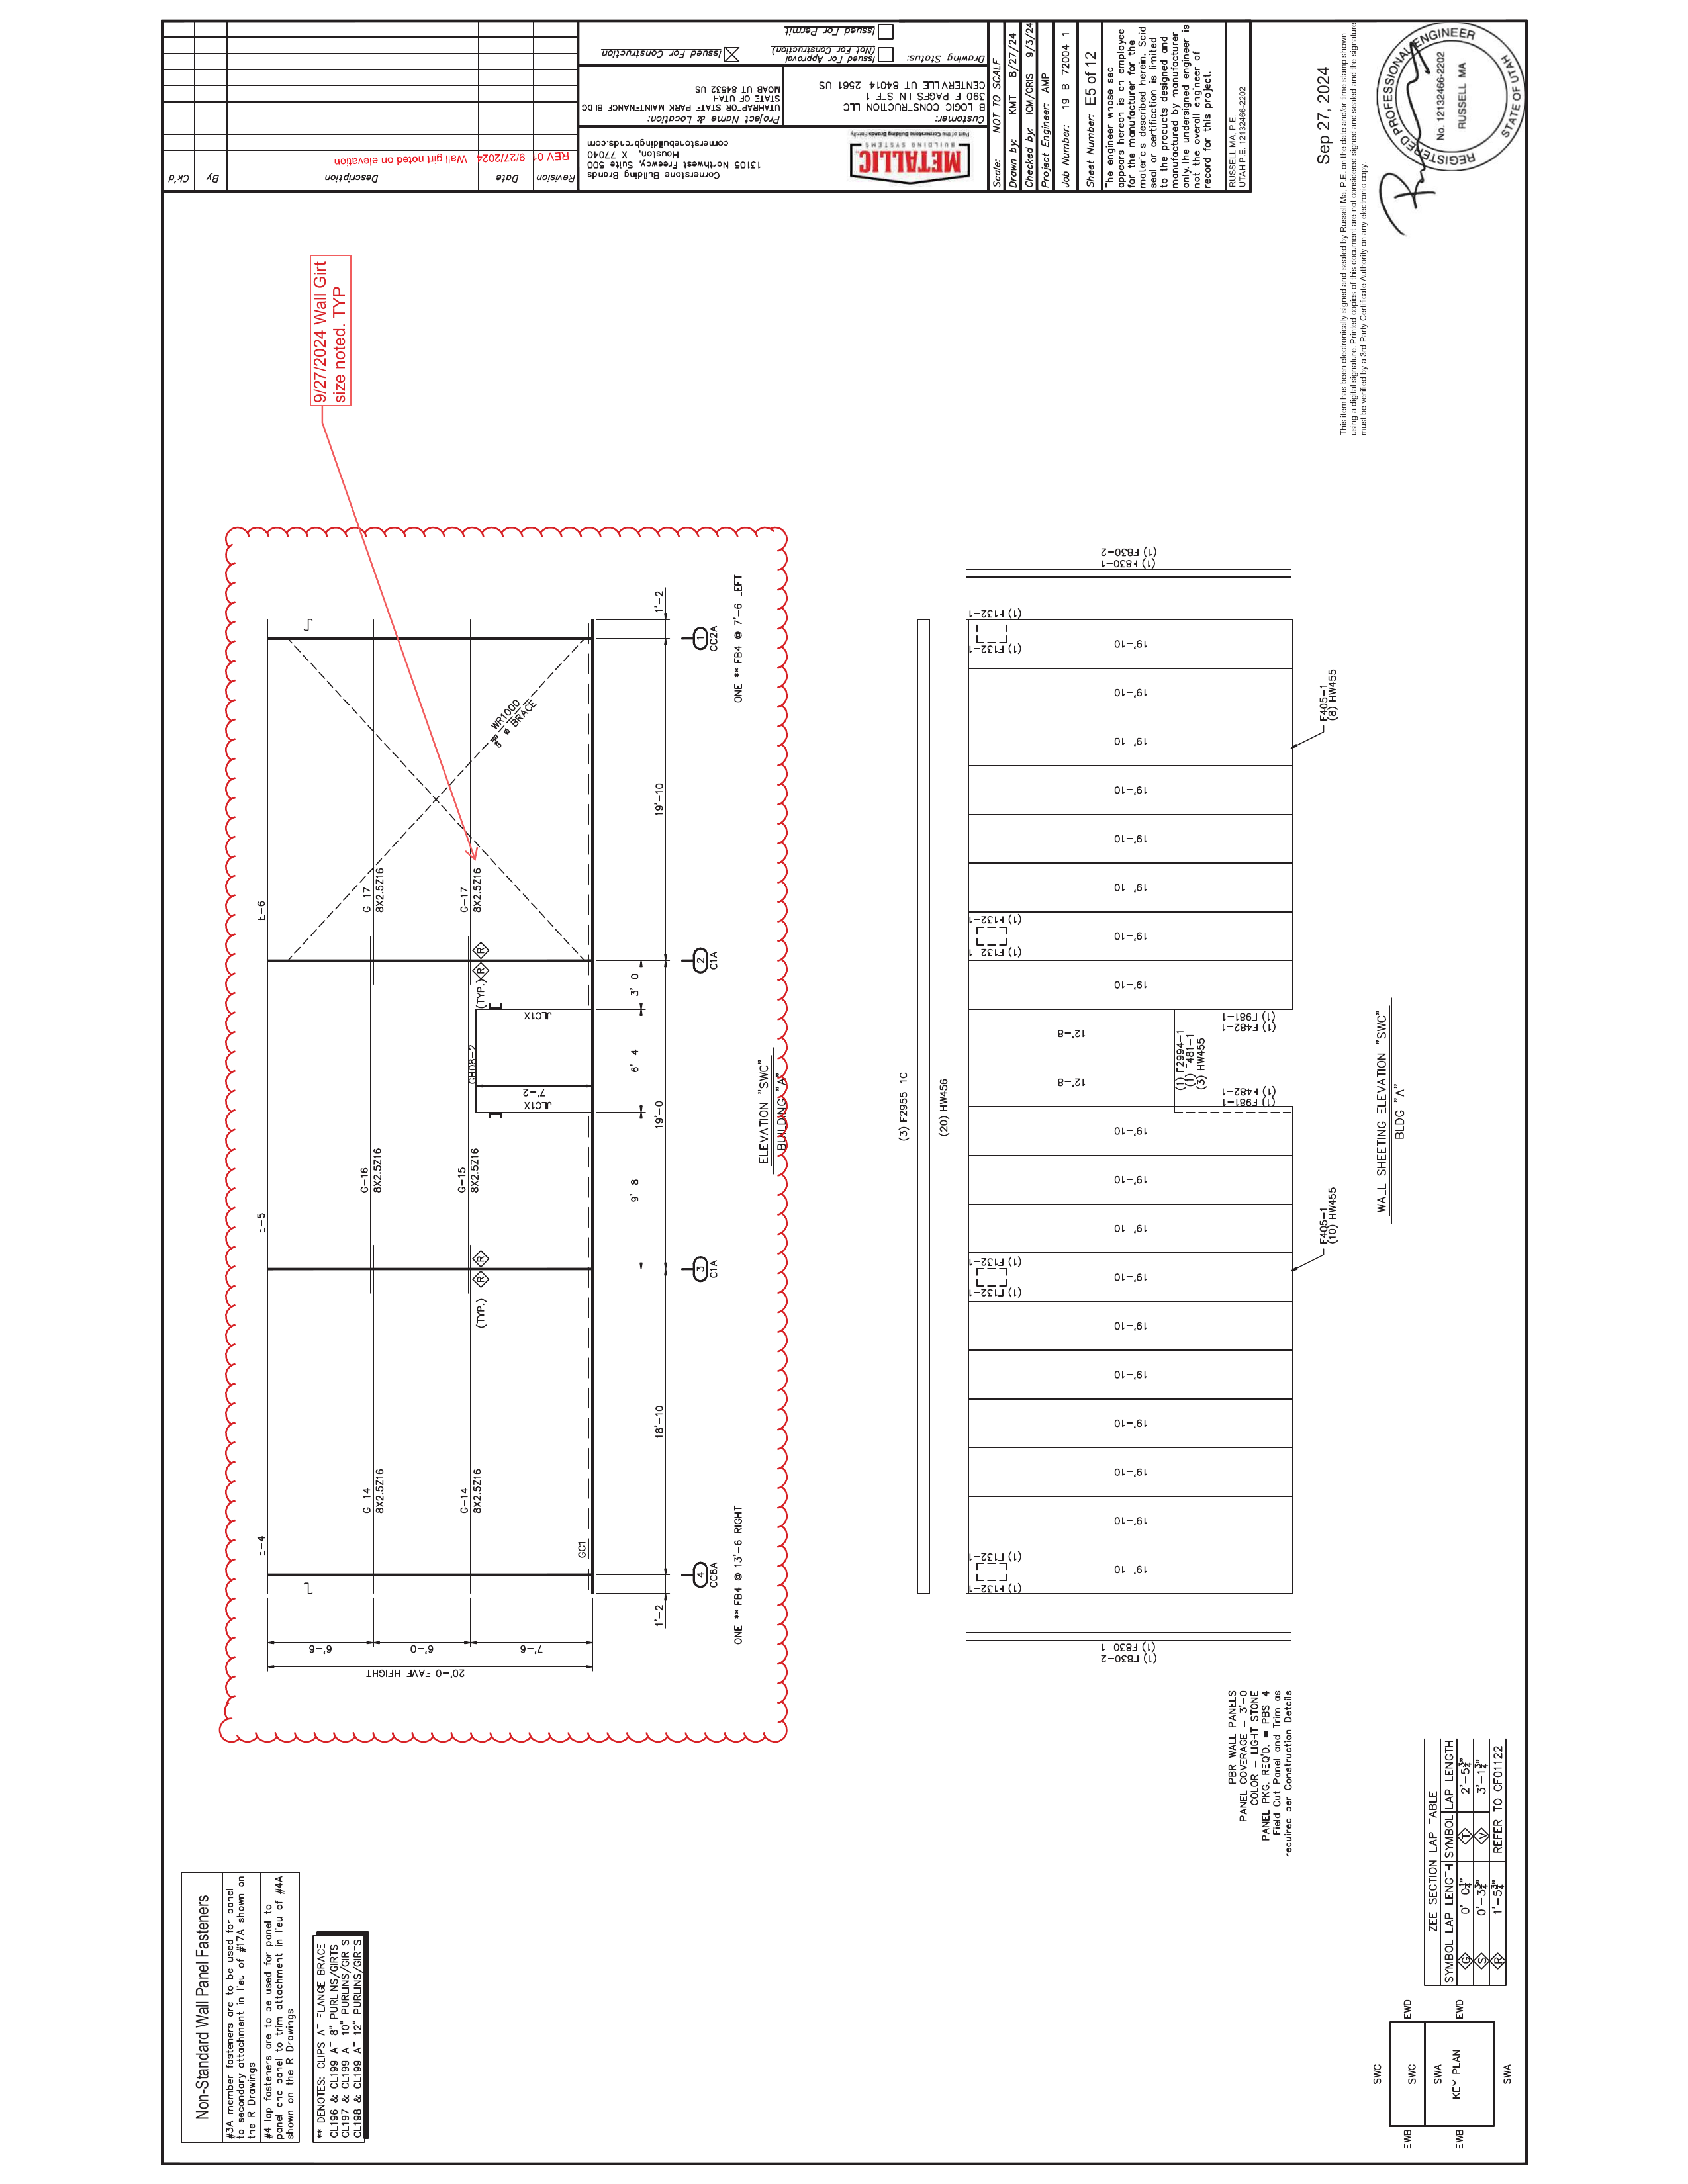 Non-Standard Wall Panel Fasteners
#3A member fasteners are to be used for panel
to secondary attachment in lieu of #17A shown on
the R Drawings
#4 lap fasteners are to be used for panel to
panel and panel to trim attachment in lieu of #4A
shown on the R Drawings
** DENOTES: CLIPS AT FLANGE BRACE
CL196 & CL199 AT 8" PURLINS/GIRTS
CL197 & CL199 AT 10" PURLINS/GIRTS
CL198 & CL199 AT 12" PURLINS/GIRTS
9/27/2024 Wall Girt
size noted. TYP
E-4
E-5
E-6
G-14
8X2.5Z16
G-16
8X2.5Z16
G-17
8X2.5Z16
G-14
8X2.5Z16
G-15
8X2.5Z16
G-17
8X2.5Z16
WR1000
5/8" ø BRACE
(TYP.)
R
R
(TYP.)
R
R
GH08-2
JLC1X
JLC1X
7'-2
GC1
6'-6
6'-0
7'-6
20'-0 EAVE HEIGHT
9'-8
6'-4
3'-0
1'-2
18'-10
19'-0
19'-10
1'-2
4
CC6A
3
C1A
2
C1A
1
CC2A
ONE ** FB4 @ 13'-6 RIGHT
ONE ** FB4 @ 7'-6 LEFT
ELEVATION "SWC"
BUILDING "A"
(3) F2955-1C
(20) HW456
(1) F830-1
(1) F830-2
(1) F830-2
(1) F830-1
(1) F132-1
(1) F132-1
(1) F132-1
(1) F132-1
(1) F132-1
(1) F132-1
(1) F132-1
(1) F132-1
19'-10
19'-10
19'-10
19'-10
19'-10
19'-10
19'-10
19'-10
19'-10
19'-10
12'-8
12'-8
19'-10
19'-10
19'-10
19'-10
19'-10
19'-10
19'-10
19'-10
(1) F2994-1
(1) F481-1
(3) HW455
(1) F482-1
(1) F981-1
(1) F981-1
(1) F482-1
F405-1
(10) HW455
F405-1
(8) HW455
WALL SHEETING ELEVATION "SWC"
BLDG "A"
PBR WALL PANELS
PANEL COVERAGE = 3'-0
COLOR = LIGHT STONE
PANEL PKG. REQ'D. = PBS-4
Field Cut Panel and Trim as
required per Construction Details
ZEE SECTION LAP TABLE
SYMBOL LAP LENGTH SYMBOL LAP LENGTH
G -0'-0 1/4" T 2'-5 3/4"
S 0'-3 3/4" V 3'-1 3/4"
R 1'-5 3/4" REFER TO CF01122
SWC
EWB SWC EWD
SWA
EWB KEY PLAN EWD
SWA
Revision Date Description By Ck'd
REV 01 9/27/2024 Wall girt noted on elevation
Cornerstone Building Brands
13105 Northwest Freeway, Suite 500
Houston, TX 77040
cornerstonebuildingbrands.com
METALLIC
BUILDING SYSTEMS
Part of the Cornerstone Building Brands Family
Project Name & Location:
UTAHRAPTOR STATE PARK MAINTENANCE BLDG
STATE OF UTAH
MOAB UT 84532 US
Customer:
B LOGIC CONSTRUCTION LLC
390 E PAGES LN STE 1
CENTERVILLE UT 84014-2561 US
Drawing Status:
Issued For Approval
(Not For Construction)
Issued For Construction
Issued For Permit
Scale: NOT TO SCALE
Drawn by: KMT 8/27/24
Checked by: ICM/CRIS 9/3/24
Project Engineer: AMP
Job Number: 19-B-72004-1
Sheet Number: E5 of 12
The engineer whose seal
appears hereon is an employee
for the manufacturer for the
materials described herein. Said
seal or certification is limited
to the products designed and
manufactured by manufacturer
only.The undersigned engineer is
not the overall engineer of
record for this project.
RUSSELL MA, P.E.
UTAH P.E. 12132466-2202
Sep 27, 2024
This item has been electronically signed and sealed by Russell Ma, P.E. on the date and/or time stamp shown
using a digital signature. Printed copies of this document are not considered signed and sealed and the signature
must be verified by a 3rd Party Certificate Authority on any electronic copy.
REGISTERED PROFESSIONAL ENGINEER
No. 12132466-2202
RUSSELL MA
STATE OF UTAH